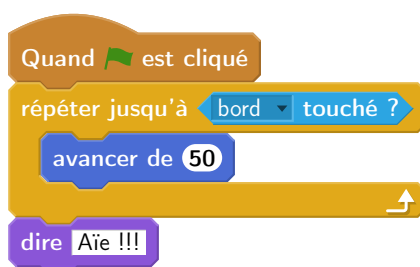 Quand est cliqué
répéter jusqu'à bord touché ?
avancer de 50
dire Aïe !!!